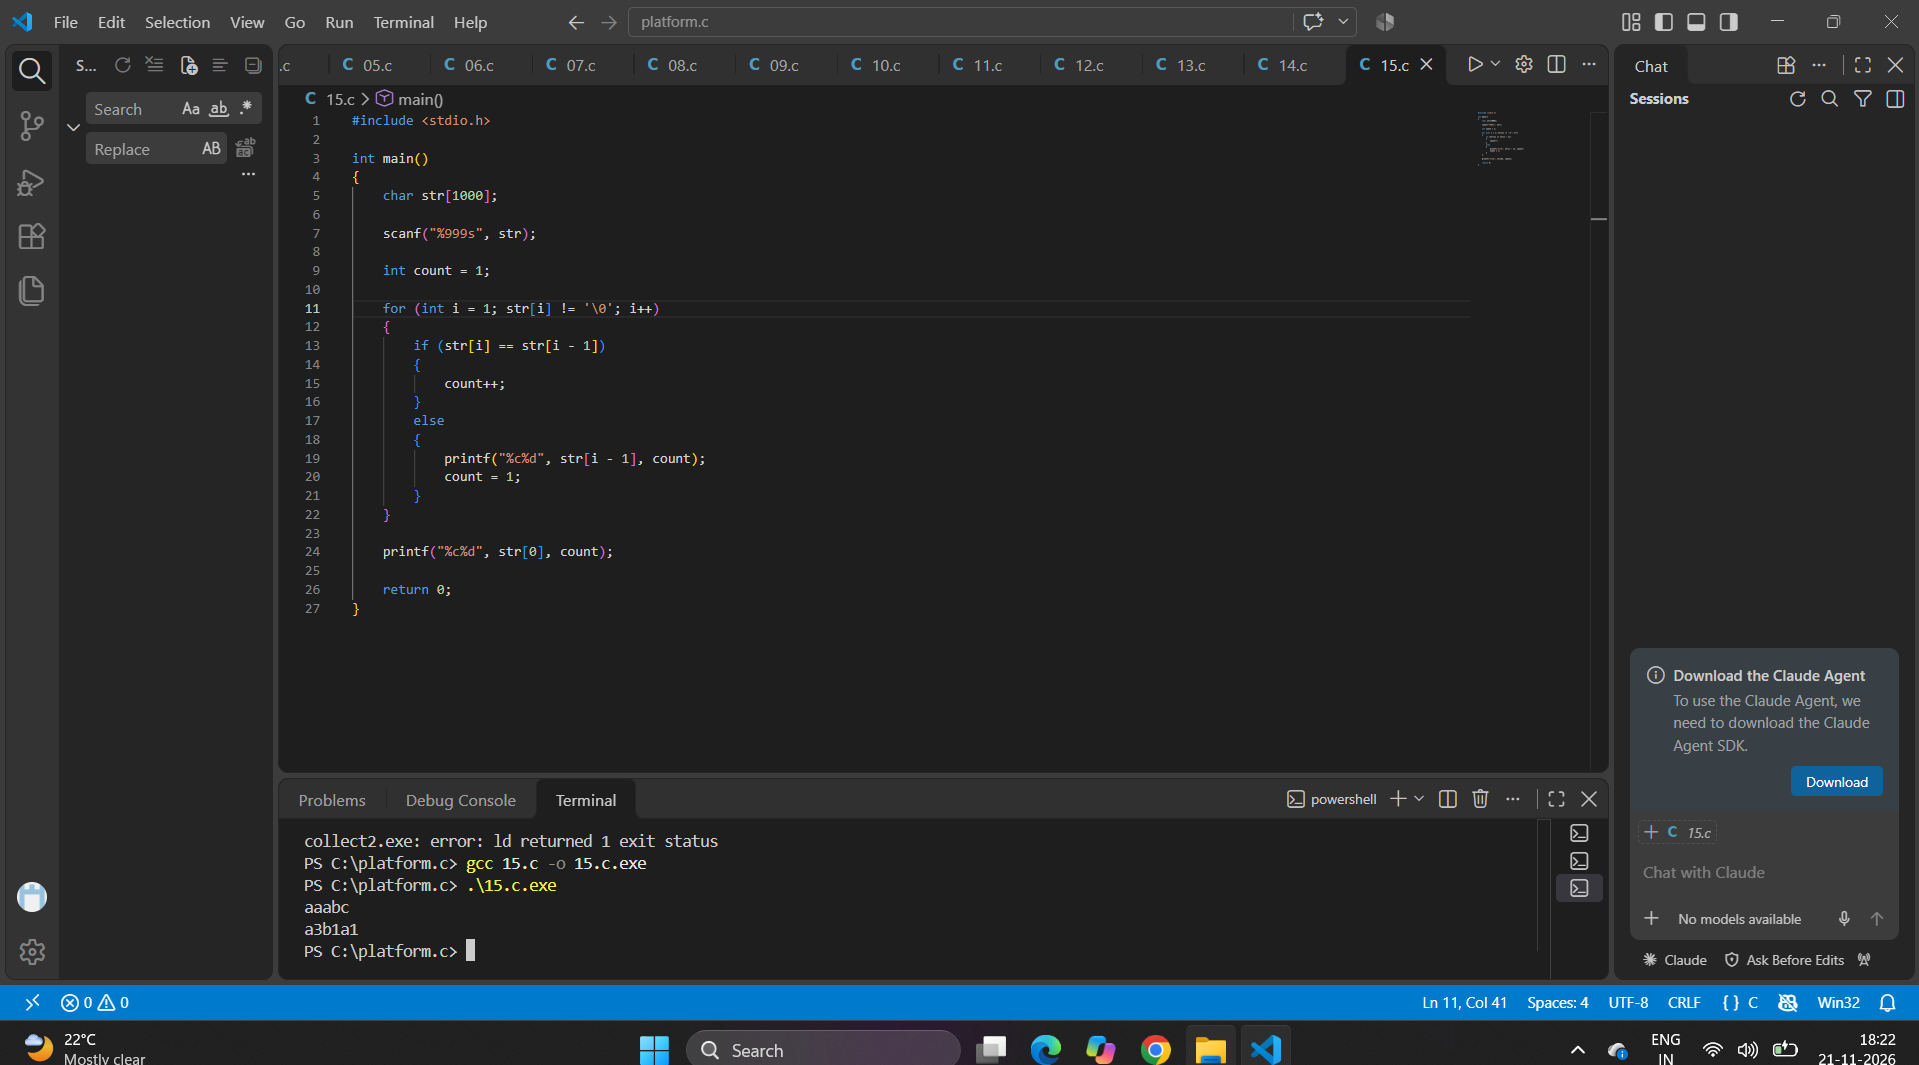 File Edit Selection View Go Run Terminal Help
platform.c
S...
Search Aa ab .*
Replace AB
.c 05.c 06.c 07.c 08.c 09.c 10.c 11.c 12.c 13.c 14.c 15.c
C 15.c > main()
1 #include <stdio.h>
2
3 int main()
4 {
5 char str[1000];
6
7 scanf("%999s", str);
8
9 int count = 1;
10
11 for (int i = 1; str[i] != '\0'; i++)
12 {
13 if (str[i] == str[i - 1])
14 {
15 count++;
16 }
17 else
18 {
19 printf("%c%d", str[i - 1], count);
20 count = 1;
21 }
22 }
23
24 printf("%c%d", str[0], count);
25
26 return 0;
27 }
Problems Debug Console Terminal
powershell
collect2.exe: error: ld returned 1 exit status
PS C:\platform.c> gcc 15.c -o 15.c.exe
PS C:\platform.c> .\15.c.exe
aaabc
a3b1a1
PS C:\platform.c>
Chat
Sessions
Download the Claude Agent
To use the Claude Agent, we
need to download the Claude
Agent SDK.
Download
C 15.c
Chat with Claude
No models available
Claude Ask Before Edits
0 0
Ln 11, Col 41 Spaces: 4 UTF-8 CRLF {} C Win32
22°C
Mostly clear
Search
ENG
IN
18:22
21-11-2026